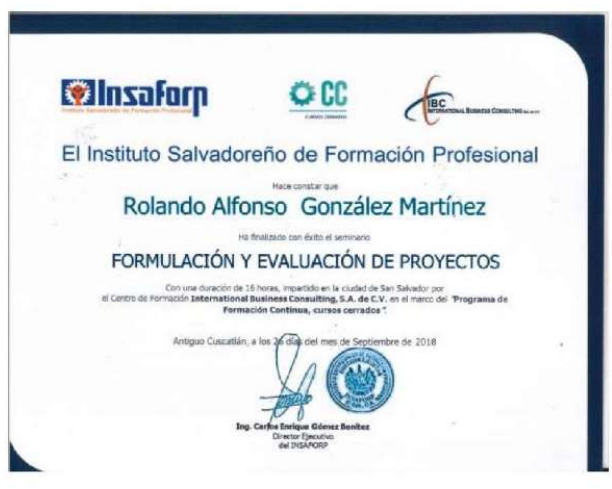 Insaforp
Instituto Salvadoreño de Formación Profesional
CC
CURSOS CERRADOS
IBC
INTERNATIONAL BUSINESS CONSULTING
El Instituto Salvadoreño de Formación Profesional
Hace constar que
Rolando Alfonso González Martínez
Ha finalizado con éxito el seminario
FORMULACIÓN Y EVALUACIÓN DE PROYECTOS
Con una duración de 16 horas, impartido en la ciudad de San Salvador por
el Centro de Formación International Business Consulting, S.A. de C.V. en el marco del "Programa de
Formación Continua, cursos cerrados ".
Antiguo Cuscatlán, a los 26 días del mes de Septiembre de 2018
Ing. Carlos Enrique Gómez Benítez
Director Ejecutivo
del INSAFORP